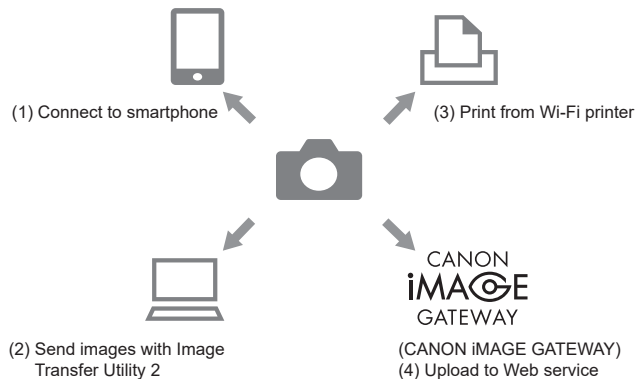 (1) Connect to smartphone
(3) Print from Wi-Fi printer
CANON
iMAGE
GATEWAY
(2) Send images with Image
Transfer Utility 2
(CANON iMAGE GATEWAY)
(4) Upload to Web service